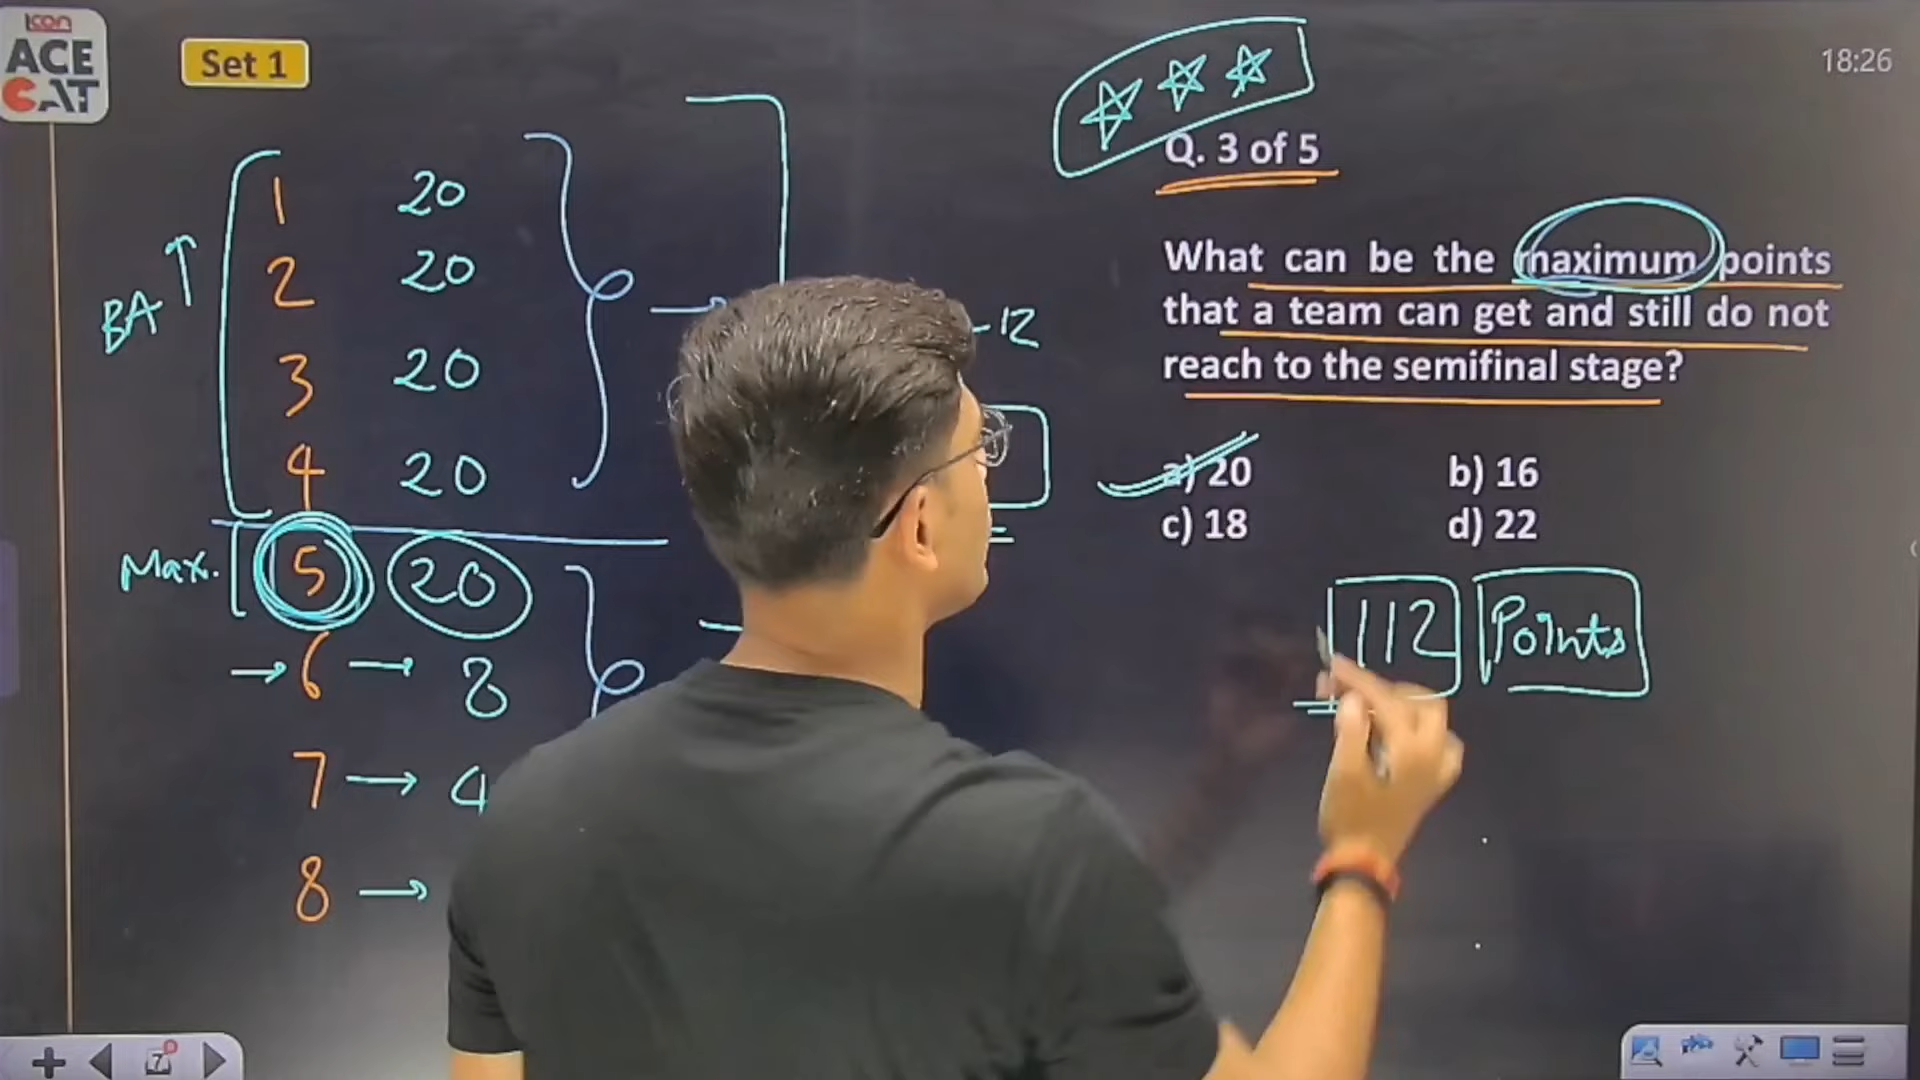 icon
ACE
CAT
Set 1
18:26
Q. 3 of 5
What can be the maximum points
that a team can get and still do not
reach to the semifinal stage?
a) 20 b) 16
c) 18 d) 22
112 Points
BA ↑
1 20
2 20
3 20
4 20
-12
Max. 5 20
→ 6 → 8
7 → 4
8 →
7